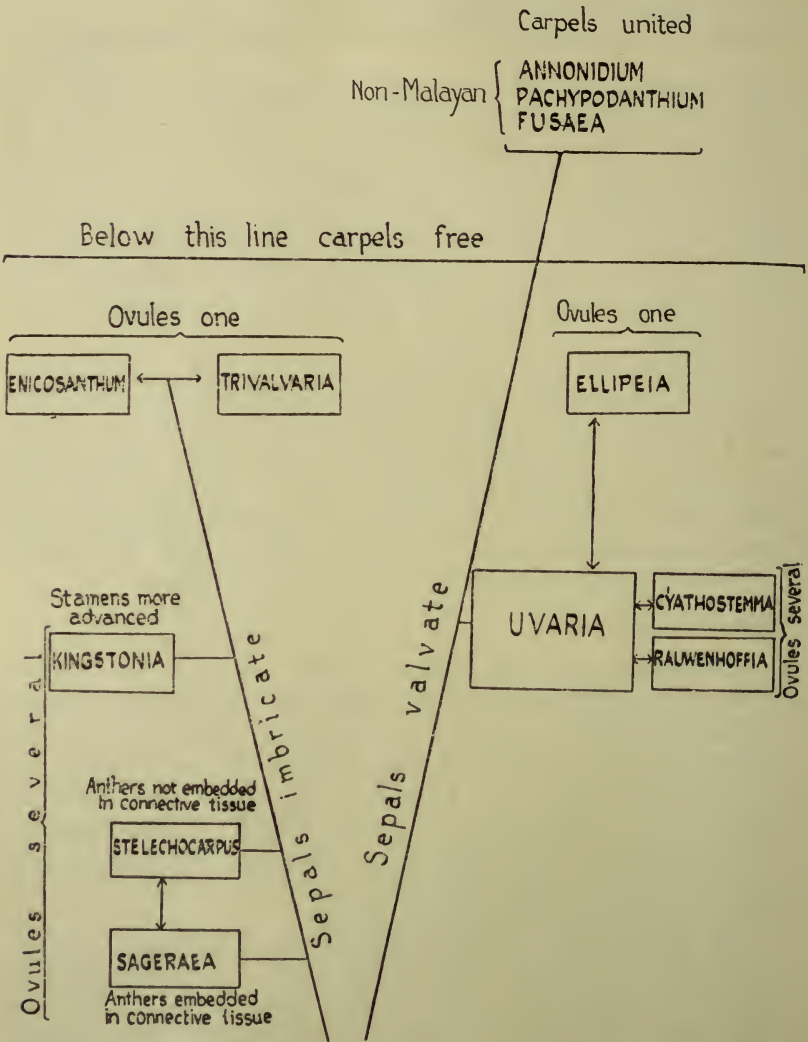 Carpels united
Non-Malayan
ANNONIDIUM
PACHYPODANTHIUM
FUSAEA
Below this line carpels free
Ovules one
Ovules one
ENICOSANTHUM
TRIVALVARIA
ELLIPEIA
Stamens more
advanced
KINGSTONIA
UVARIA
CYATHOSTEMMA
RAUWENHOFFIA
Ovules several
Sepals imbricate
Sepals valvate
Ovules several
Anthers not embedded
in connective tissue
STELECHOCARPUS
SAGERAEA
Anthers embedded
in connective tissue